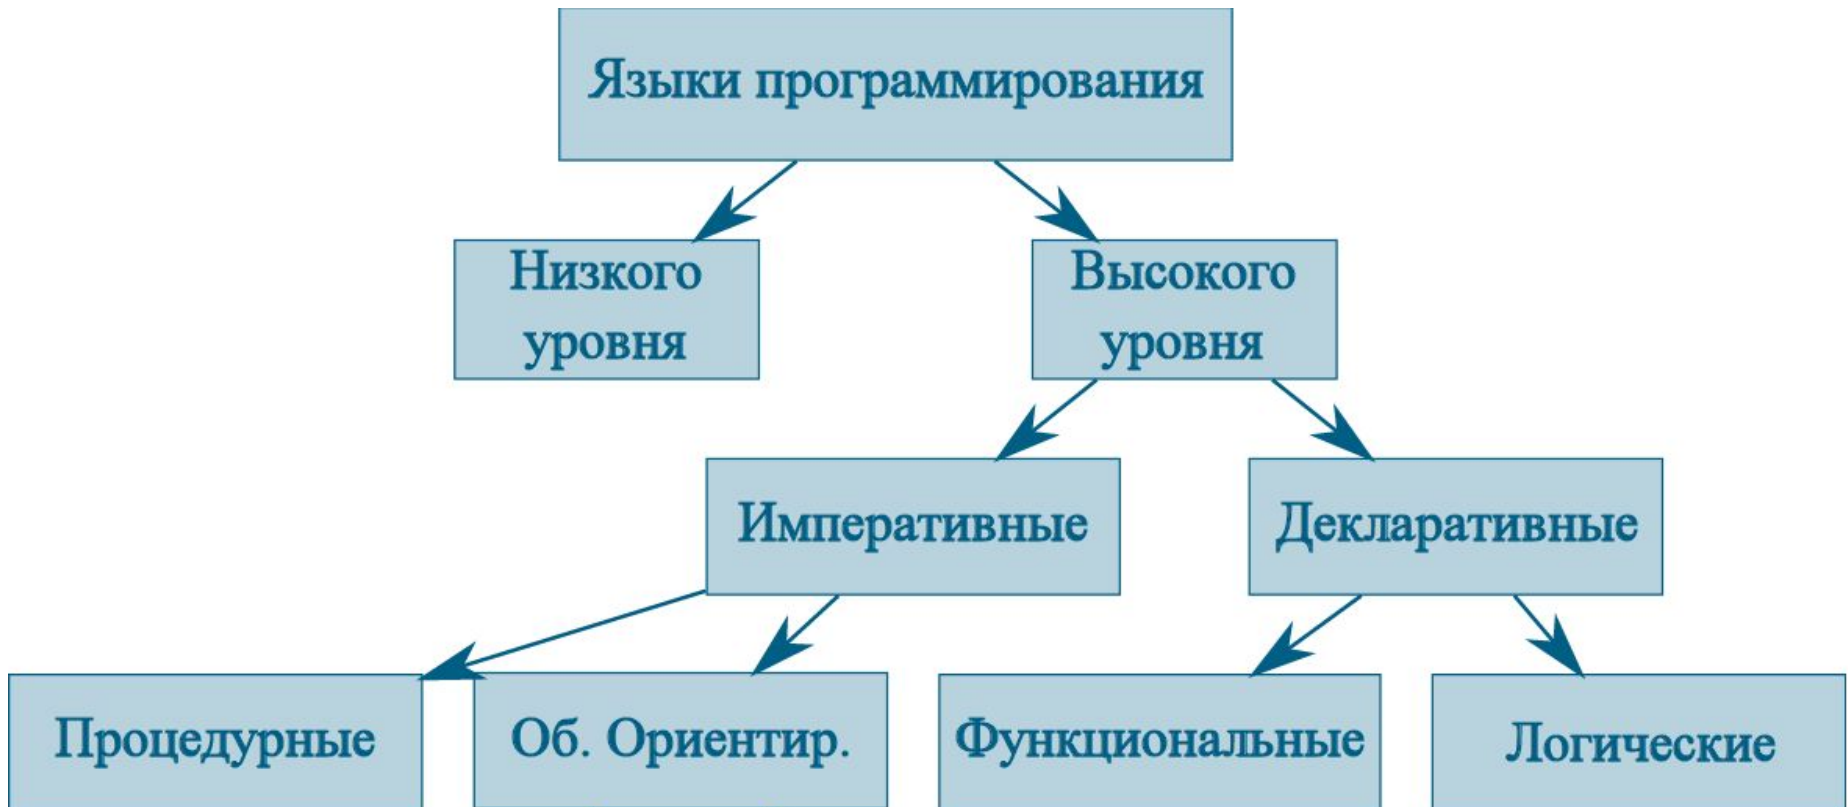 Языки программирования
Низкого
уровня
Высокого
уровня
Императивные
Декларативные
Процедурные
Об. Ориентир.
Функциональные
Логические